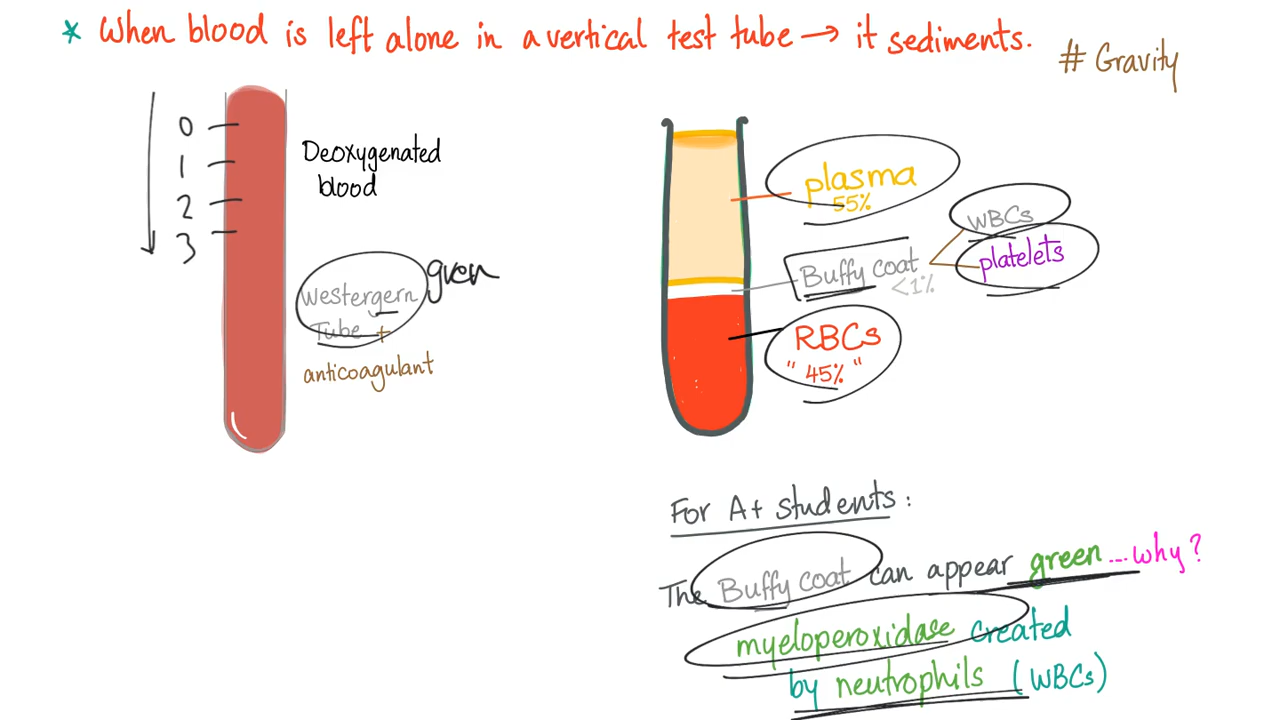 * When blood is left alone in a vertical test tube → it sediments.
# Gravity
0
1
2
3
Deoxygenated
blood
Westergern
gren
Tube +
anticoagulant
plasma
55%
Buffy coat
<1%
WBCs
platelets
RBCs
" 45% "
For A+ students :
The Buffy coat can appear green ... why?
myeloperoxidase created
by neutrophils (WBCs)